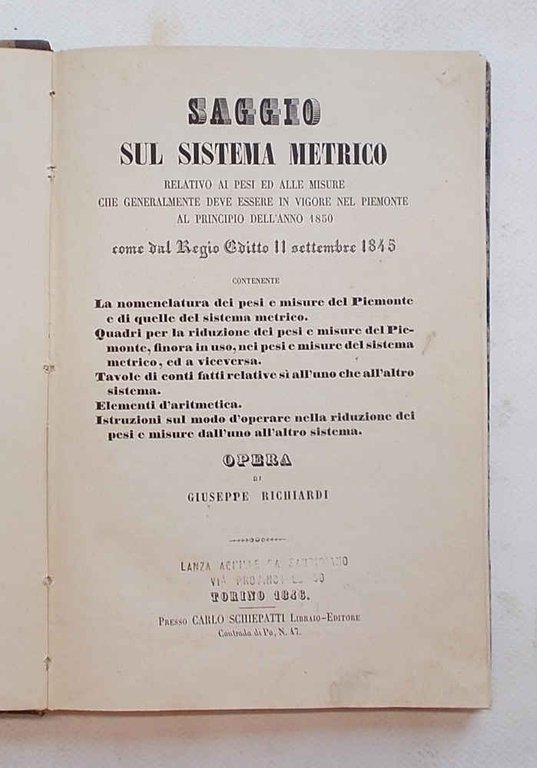 SAGGIO
SUL SISTEMA METRICO
RELATIVO AI PESI ED ALLE MISURE
CHE GENERALMENTE DEVE ESSERE IN VIGORE NEL PIEMONTE
AL PRINCIPIO DELL'ANNO 1850
come dal Regio Editto 11 settembre 1845
CONTENENTE
La nomenclatura dei pesi e misure del Piemonte
e di quelle del sistema metrico.
Quadri per la riduzione dei pesi e misure del Pie-
monte, finora in uso, nei pesi e misure del sistema
metrico, ed a viceversa.
Tavole di conti fatti relative sì all'uno che all'altro
sistema.
Elementi d'aritmetica.
Istruzioni sul modo d'operare nella riduzione dei
pesi e misure dall'uno all'altro sistema.
OPERA
DI
GIUSEPPE RICHIARDI
LANZA
VIA
TORINO 1846.
PRESSO CARLO SCHIEPATTI LIBRAIO-EDITORE
Contrada di Po, N. 47.